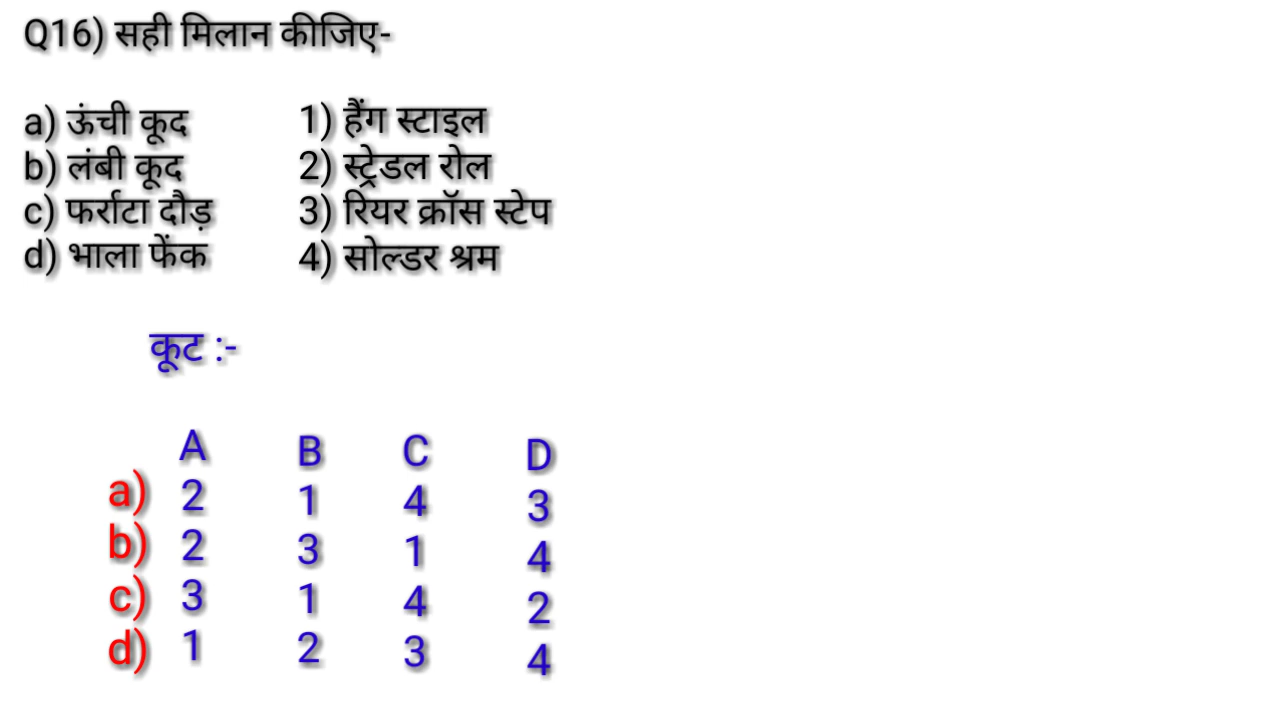 Q16) सही मिलान कीजिए-
a) ऊंची कूद 1) हैंग स्टाइल
b) लंबी कूद 2) स्ट्रेडल रोल
c) फर्राटा दौड़ 3) रियर क्रॉस स्टेप
d) भाला फेंक 4) सोल्डर श्रम
कूट :-
A B C D
a) 2 1 4 3
b) 2 3 1 4
c) 3 1 4 2
d) 1 2 3 4